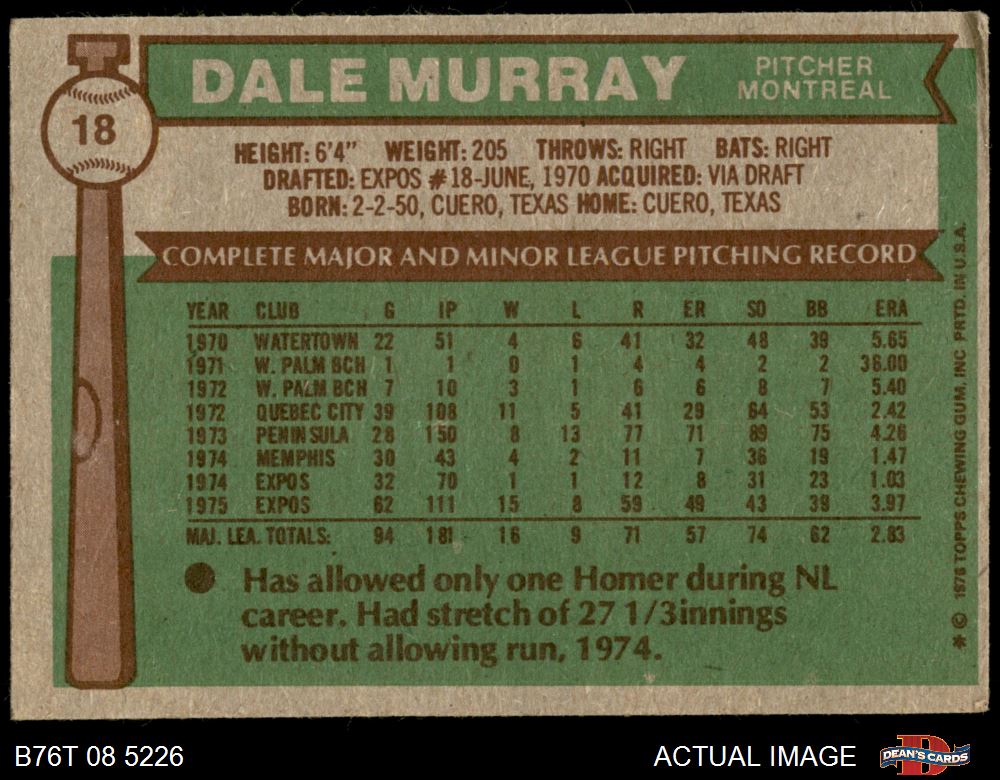 18
DALE MURRAY
PITCHER
MONTREAL
HEIGHT: 6'4" WEIGHT: 205 THROWS: RIGHT BATS: RIGHT
DRAFTED: EXPOS #18-JUNE, 1970 ACQUIRED: VIA DRAFT
BORN: 2-2-50, CUERO, TEXAS HOME: CUERO, TEXAS
COMPLETE MAJOR AND MINOR LEAGUE PITCHING RECORD
YEAR CLUB G IP W L R ER SO BB ERA
1970 WATERTOWN 22 51 4 6 41 32 48 39 5.65
1971 W. PALM BCH 1 1 0 1 4 4 2 2 36.00
1972 W. PALM BCH 7 10 3 1 6 6 8 7 5.40
1972 QUEBEC CITY 39 108 11 5 41 29 64 53 2.42
1973 PENINSULA 28 150 8 13 77 71 89 75 4.26
1974 MEMPHIS 30 43 4 2 11 7 36 19 1.47
1974 EXPOS 32 70 1 1 12 8 31 23 1.03
1975 EXPOS 62 111 15 8 59 49 43 39 3.97
MAJ. LEA. TOTALS: 94 181 16 9 71 57 74 62 2.83
● Has allowed only one Homer during NL
career. Had stretch of 27 1/3innings
without allowing run, 1974.
* © 1976 TOPPS CHEWING GUM, INC PRTD. IN U.S.A.
B76T 08 5226
ACTUAL IMAGE
DEAN'S CARDS